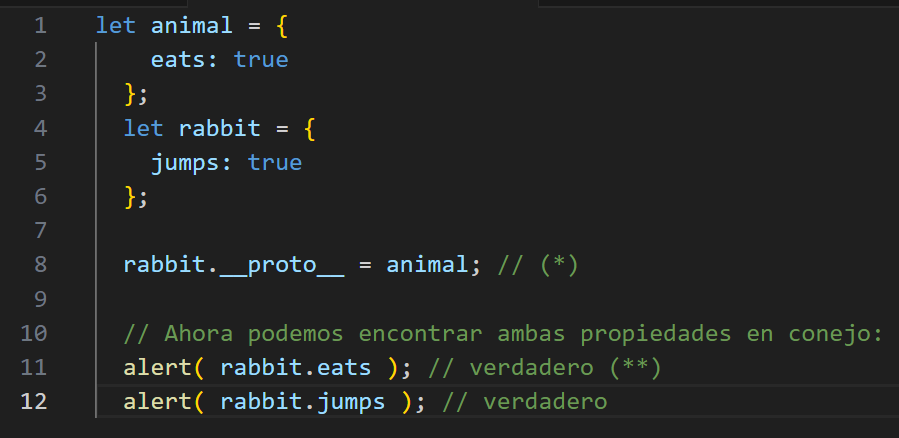 1 let animal = {
2 eats: true
3 };
4 let rabbit = {
5 jumps: true
6 };
7
8 rabbit.__proto__ = animal; // (*)
9
10 // Ahora podemos encontrar ambas propiedades en conejo:
11 alert( rabbit.eats ); // verdadero (**)
12 alert( rabbit.jumps ); // verdadero